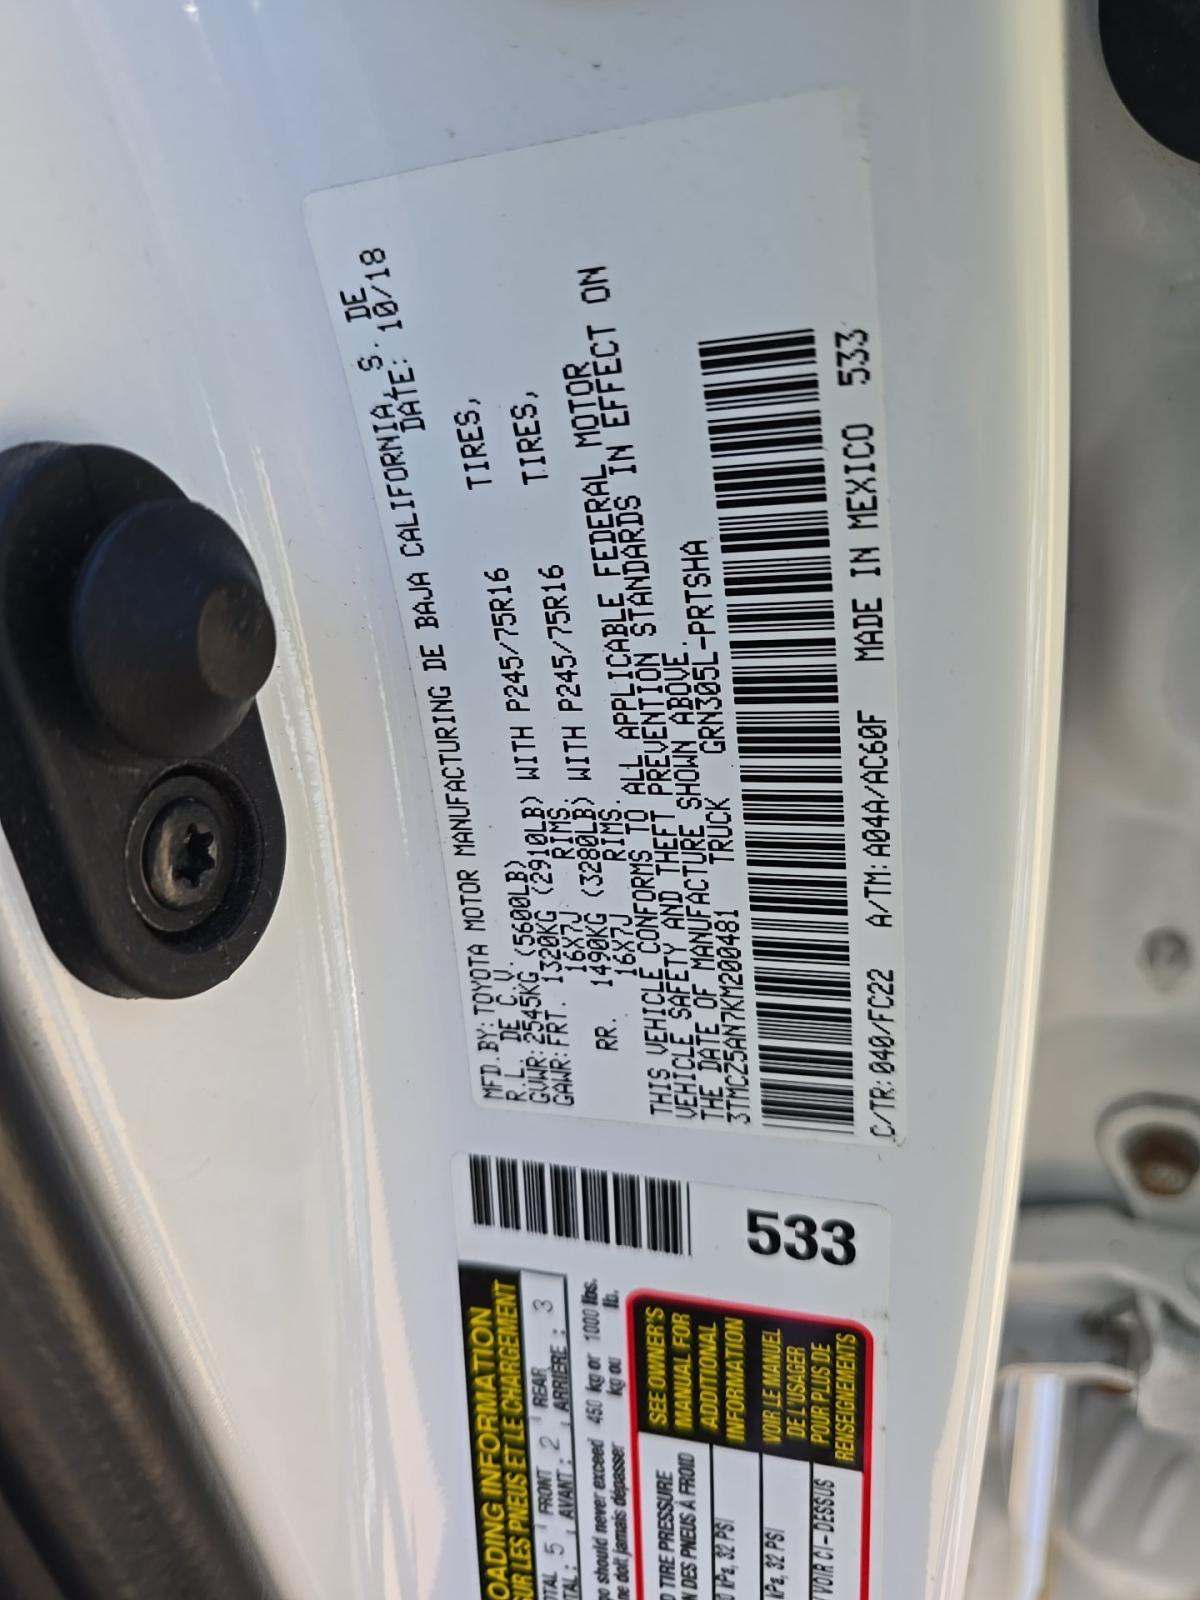 MFD.BY:TOYOTA MOTOR MANUFACTURING DE BAJA CALIFORNIA, S. DE
R.L. DE C.V. DATE: 10/18
GVWR:2545KG (5600LB)
GAWR:FRT. 1320KG (2910LB) WITH P245/75R16 TIRES,
16X7J RIMS.
RR. 1490KG (3280LB) WITH P245/75R16 TIRES,
16X7J RIMS.
THIS VEHICLE CONFORMS TO ALL APPLICABLE FEDERAL MOTOR
VEHICLE SAFETY AND THEFT PREVENTION STANDARDS IN EFFECT ON
THE DATE OF MANUFACTURE SHOWN ABOVE.
3TMCZ5AN7KM200481 TRUCK GRN305L-PRTSHA
C/TR:040/FC22 A/TM:A04A/AC60F MADE IN MEXICO 533
533
OADING INFORMATION
SUR LES PNEUS ET LE CHARGEMENT
OTAL 5 FRONT 2 REAR 3
TAL: AVANT: ARRIÈRE:
go should never exceed 450 kg or 1000 lbs.
ne doit jamais dépasser kg ou lb.
D TIRE PRESSURE
N DES PNEUS À FROID
0 kPa, 32 PSI
kPa, 32 PSI
VOIR CI-DESSUS
SEE OWNER'S
MANUAL FOR
ADDITIONAL
INFORMATION
VOIR LE MANUEL
DE L'USAGER
POUR PLUS DE
RENSEIGNEMENTS